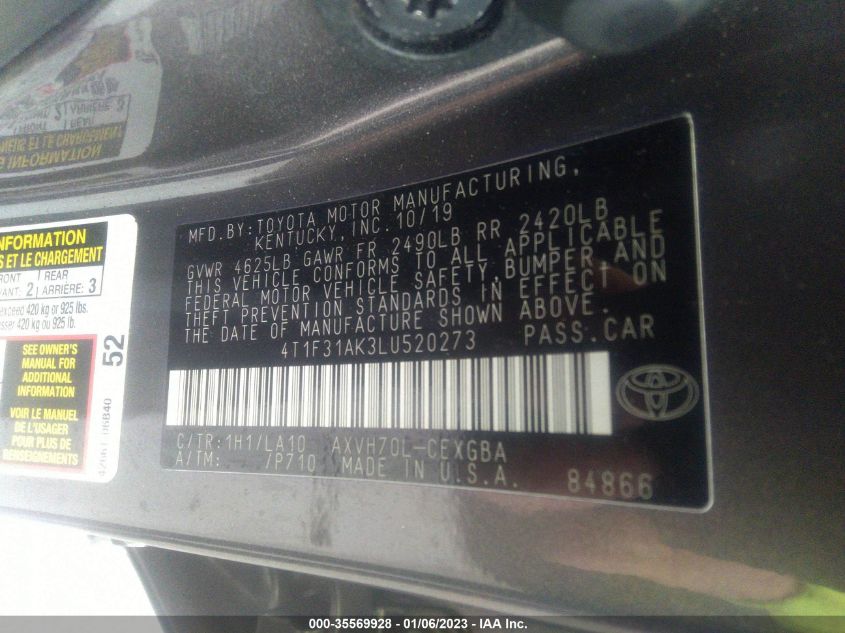 MFD.BY:TOYOTA MOTOR MANUFACTURING,
KENTUCKY, INC. 10/19
GVWR 4625LB GAWR FR 2490LB RR 2420LB
THIS VEHICLE CONFORMS TO ALL APPLICABLE
FEDERAL MOTOR VEHICLE SAFETY,BUMPER AND
THEFT PREVENTION STANDARDS IN EFFECT ON
THE DATE OF MANUFACTURE SHOWN ABOVE.
4T1F31AK3LU520273 PASS.CAR
C/TR:1H1/LA10 AXVH70L-CEXGBA
A/TM: 7P710 MADE IN U.S.A.
84866
INFORMATION
S ET LE CHARGEMENT
RONT 2 REAR 3
VANT: ARRIÈRE:
exceed 420 kg or 925 lbs.
420 kg ou 925 lb.
SEE OWNER'S
MANUAL FOR
ADDITIONAL
INFORMATION
VOIR LE MANUEL
DE L'USAGER
POUR PLUS DE
RENSEIGNEMENTS
52
000-35569928 - 01/06/2023 - IAA Inc.